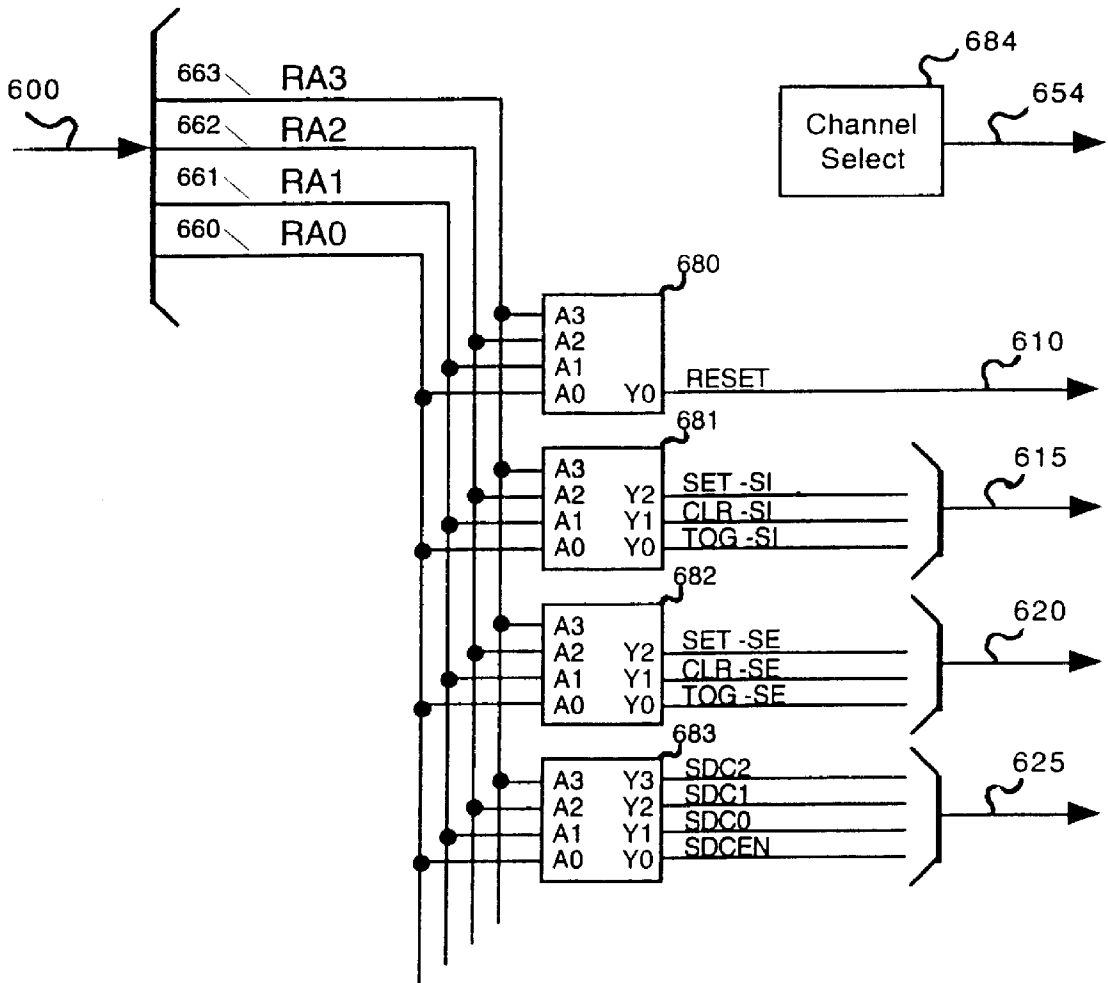 684
663 RA3
600
654
662 RA2
Channel
Select
661 RA1
660 RA0
680
A3
A2
610
A1
RESET
A0 Y0
681
A3
615
A2 Y2 SET -SI
A1 Y1 CLR -SI
A0 Y0 TOG -SI
682
A3
620
A2 Y2 SET -SE
A1 Y1 CLR -SE
A0 Y0 TOG -SE
683
625
A3 Y3 SDC2
A2 Y2 SDC1
A1 Y1 SDC0
A0 Y0 SDCEN